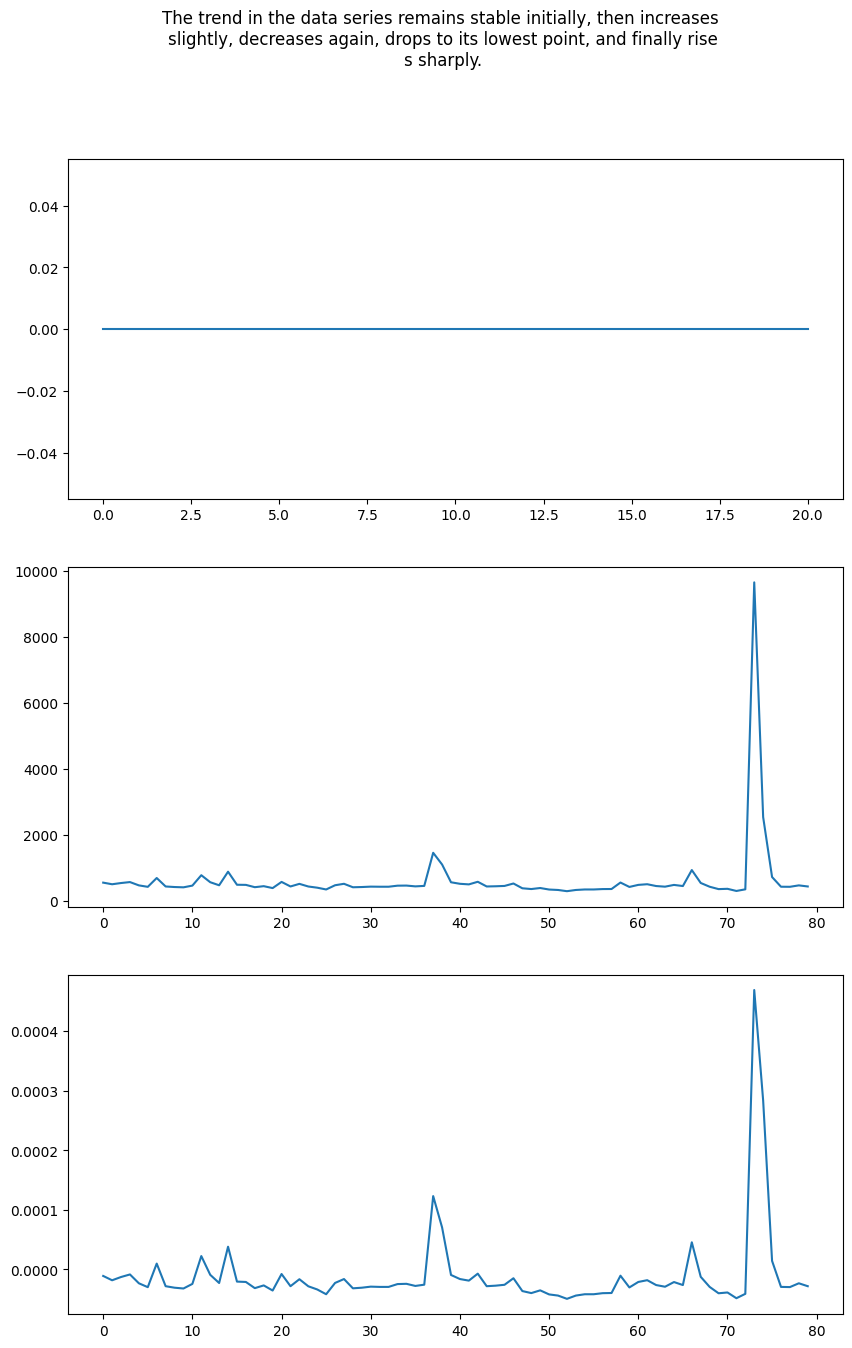 The trend in the data series remains stable initially, then increases
slightly, decreases again, drops to its lowest point, and finally rise
s sharply.
0.04
0.02
0.00
−0.02
−0.04
0.0 2.5 5.0 7.5 10.0 12.5 15.0 17.5 20.0
10000
8000
6000
4000
2000
0
0 10 20 30 40 50 60 70 80
0.0004
0.0003
0.0002
0.0001
0.0000
0 10 20 30 40 50 60 70 80